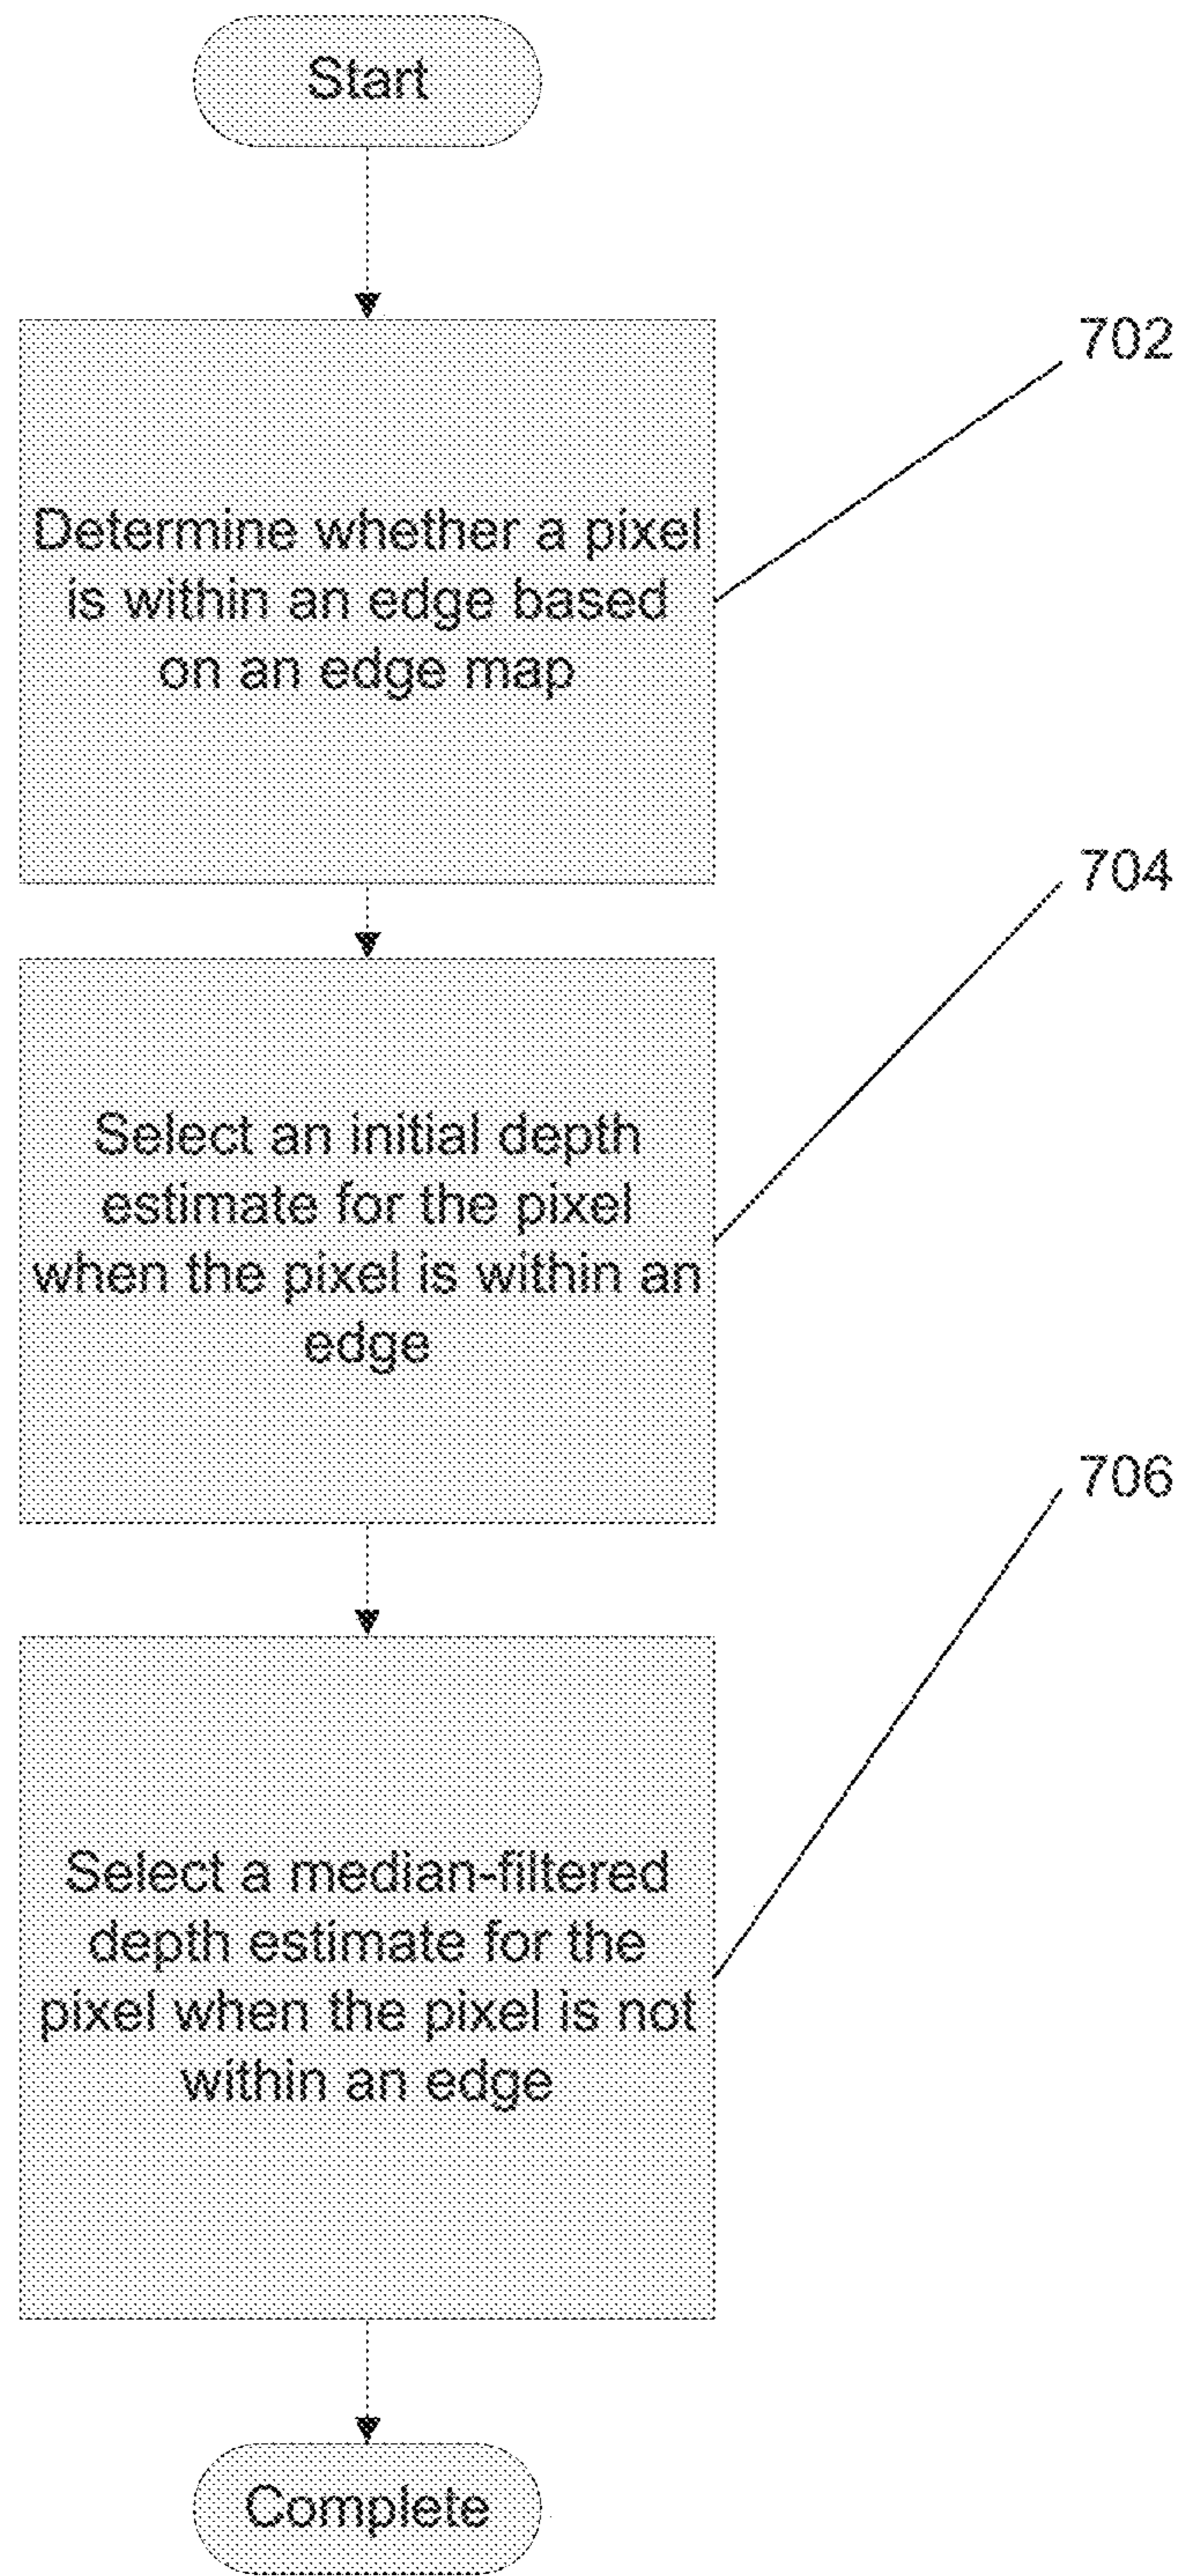 Start
702
Determine whether a pixel
is within an edge based
on an edge map
704
Select an initial depth
estimate for the pixel
when the pixel is within an
edge
706
Select a median-filtered
depth estimate for the
pixel when the pixel is not
within an edge
Complete